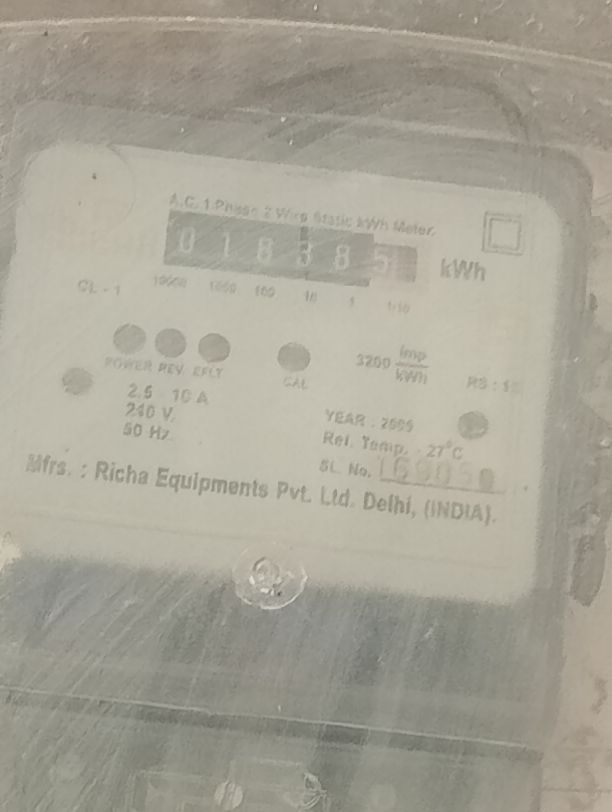 A.C. 1 Phase 2 Wire Static kWh Meter.
0 1 8 3 8 5 kWh
CL - 1 10000 1000 100 10 1 1/10
POWER REV. E/LT CAL 3200 imp/kWh
2.5 - 10 A
240 V.
50 Hz.
YEAR : 2009
Ref. Temp. - 27°C
SL. No.
Mfrs. : Richa Equipments Pvt. Ltd. Delhi, (INDIA).